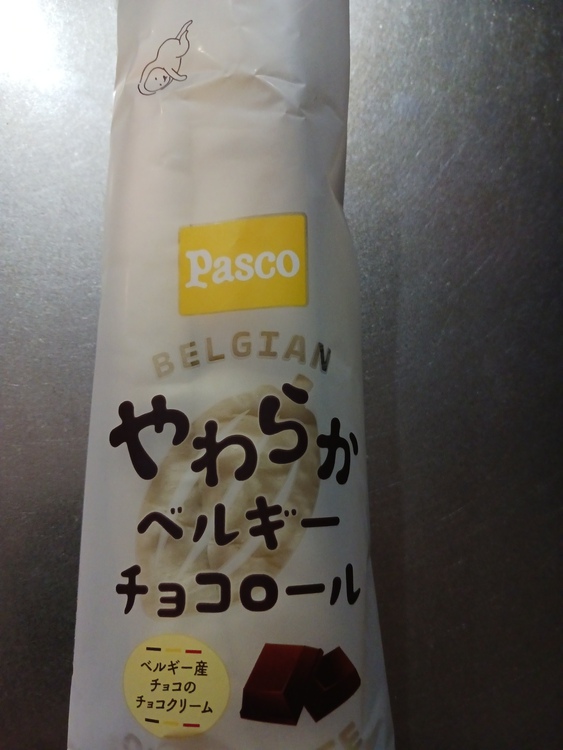 Pasco
BELGIAN
やわらか
ベルギー
チョコロール
ベルギー産
チョコの
チョコクリーム